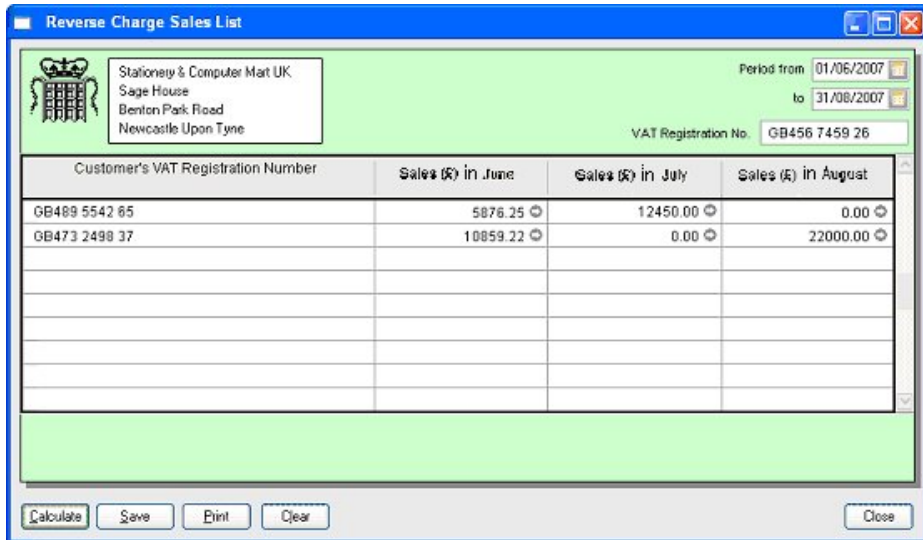 Reverse Charge Sales List
Stationery & Computer Mart UK
Sage House
Benton Park Road
Newcastle Upon Tyne
Period from 01/06/2007
to 31/08/2007
VAT Registration No. GB456 7459 26
Customer's VAT Registration Number Sales (£) in June Sales (£) in July Sales (£) in August
GB489 5542 65 5876.25 12450.00 0.00
GB473 2498 37 10859.22 0.00 22000.00
Calculate Save Print Clear Close